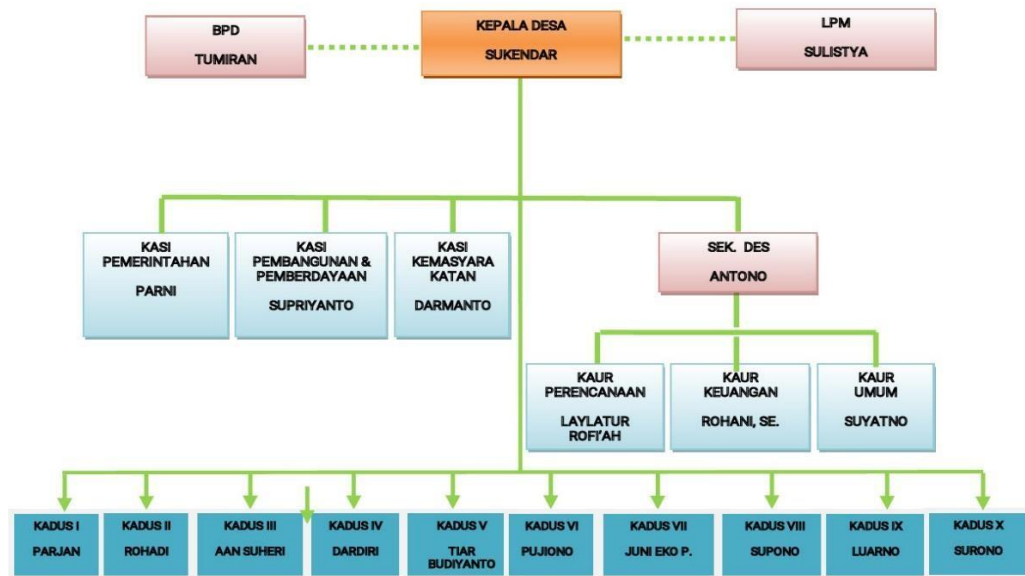 BPD
TUMIRAN
KEPALA DESA
SUKENDAR
LPM
SULISTYA
KASI
PEMERINTAHAN
PARNI
KASI
PEMBANGUNAN &
PEMBERDAYAAN
SUPRIYANTO
KASI
KEMASYARA
KATAN
DARMANTO
SEK. DES
ANTONO
KAUR
PERENCANAAN
LAYLATUR
ROFI'AH
KAUR
KEUANGAN
ROHANI, SE.
KAUR
UMUM
SUYATNO
KADUS I
PARJAN
KADUS II
ROHADI
KADUS III
AAN SUHERI
KADUS IV
DARDIRI
KADUS V
TIAR
BUDIYANTO
KADUS VI
PUJIONO
KADUS VII
JUNI EKO P.
KADUS VIII
SUPONO
KADUS IX
LUARNO
KADUS X
SURONO